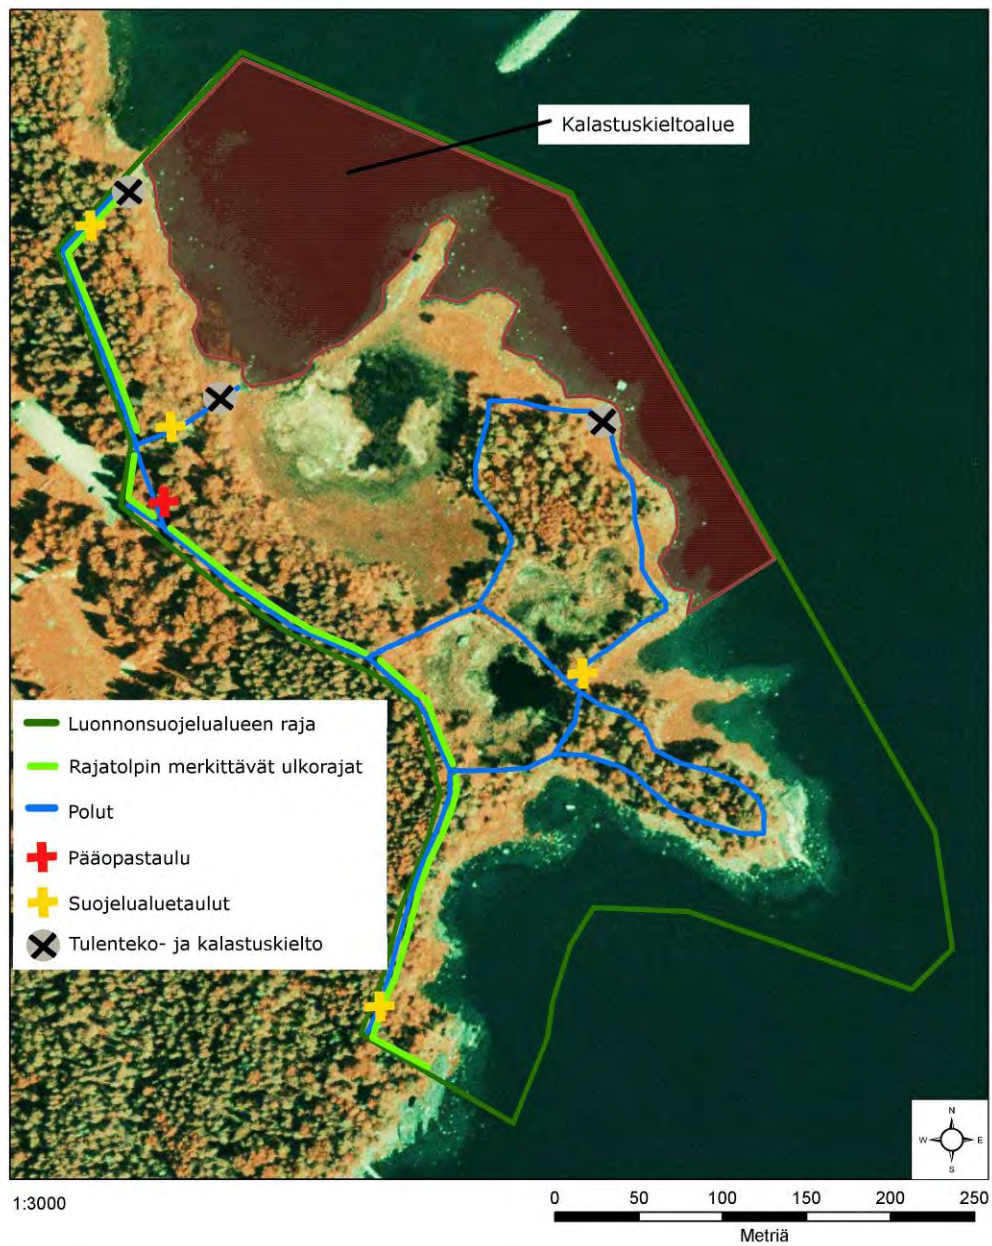 Kalastuskieltoalue
Luonnonsuojelualueen raja
Rajatolpin merkittävät ulkorajat
Polut
Pääopastaulu
Suojelualuetaulut
Tulenteko- ja kalastuskielto
N
W E
S
1:3000
0 50 100 150 200 250
Metriä